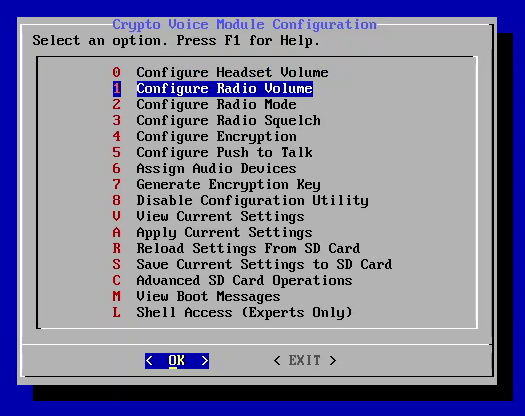 Crypto Voice Module Configuration
Select an option. Press F1 for Help.
0 Configure Headset Volume
1 Configure Radio Volume
2 Configure Radio Mode
3 Configure Radio Squelch
4 Configure Encryption
5 Configure Push to Talk
6 Assign Audio Devices
7 Generate Encryption Key
8 Disable Configuration Utility
V View Current Settings
A Apply Current Settings
R Reload Settings From SD Card
S Save Current Settings to SD Card
C Advanced SD Card Operations
M View Boot Messages
L Shell Access (Experts Only)
< OK > < EXIT >